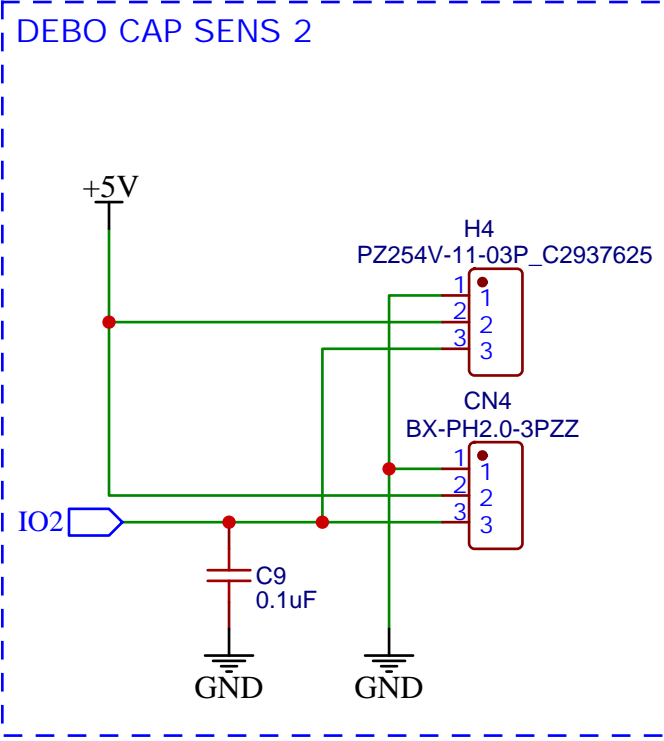 DEBO CAP SENS 2
+5V
H4
PZ254V-11-03P_C2937625
1 1
2 2
3 3
CN4
BX-PH2.0-3PZZ
1 1
2 2
3 3
IO2
C9
0.1uF
GND GND